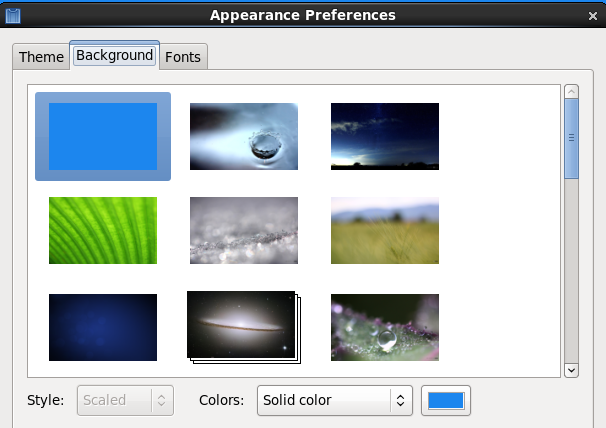 Appearance Preferences
Theme Background Fonts
Style: Scaled Colors: Solid color